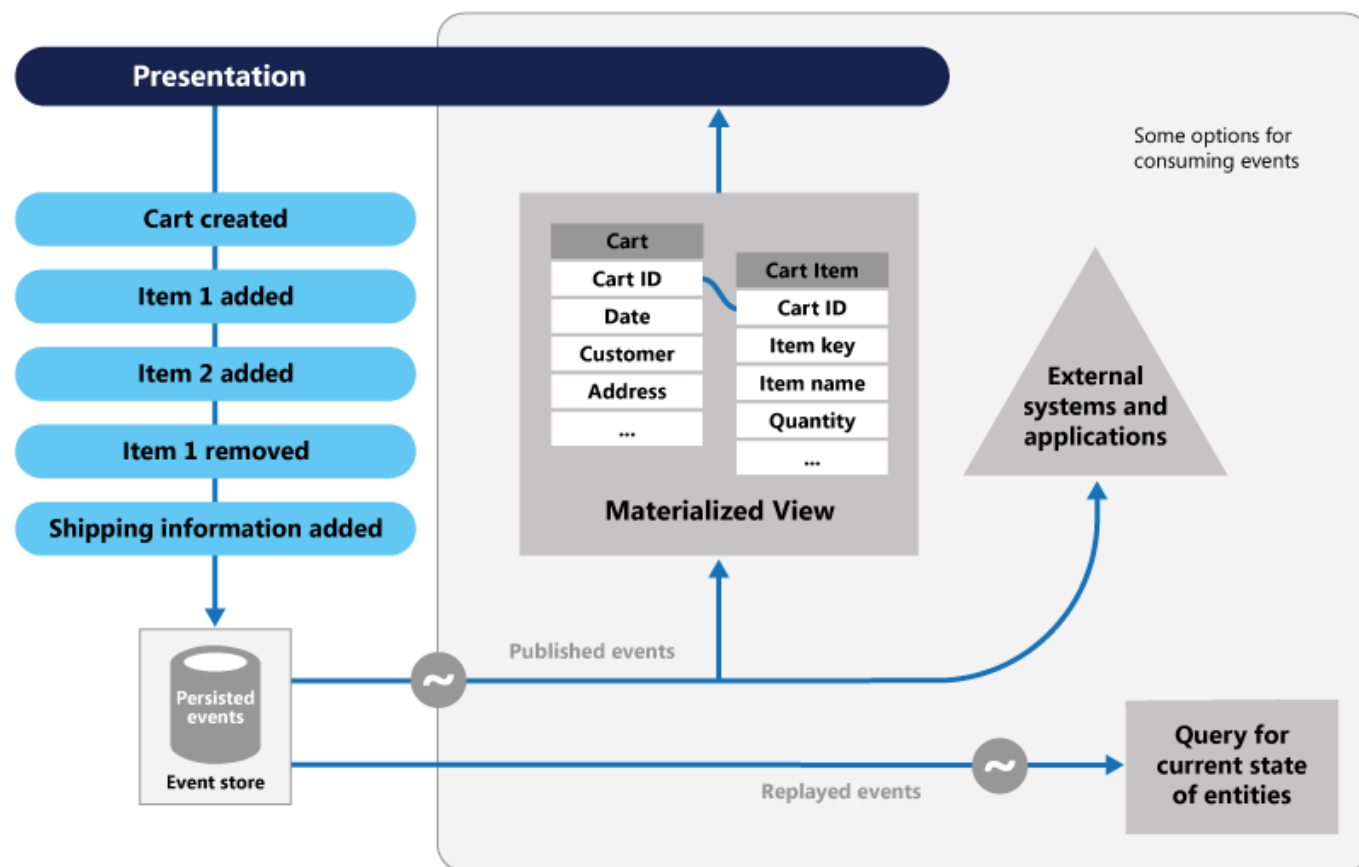 Presentation
Some options for
consuming events
Cart created
Item 1 added
Item 2 added
Item 1 removed
Shipping information added
Cart
Cart ID
Date
Customer
Address
...
Cart Item
Cart ID
Item key
Item name
Quantity
...
Materialized View
External
systems and
applications
Published events
~
Persisted
events
Event store
Replayed events
~
Query for
current state
of entities